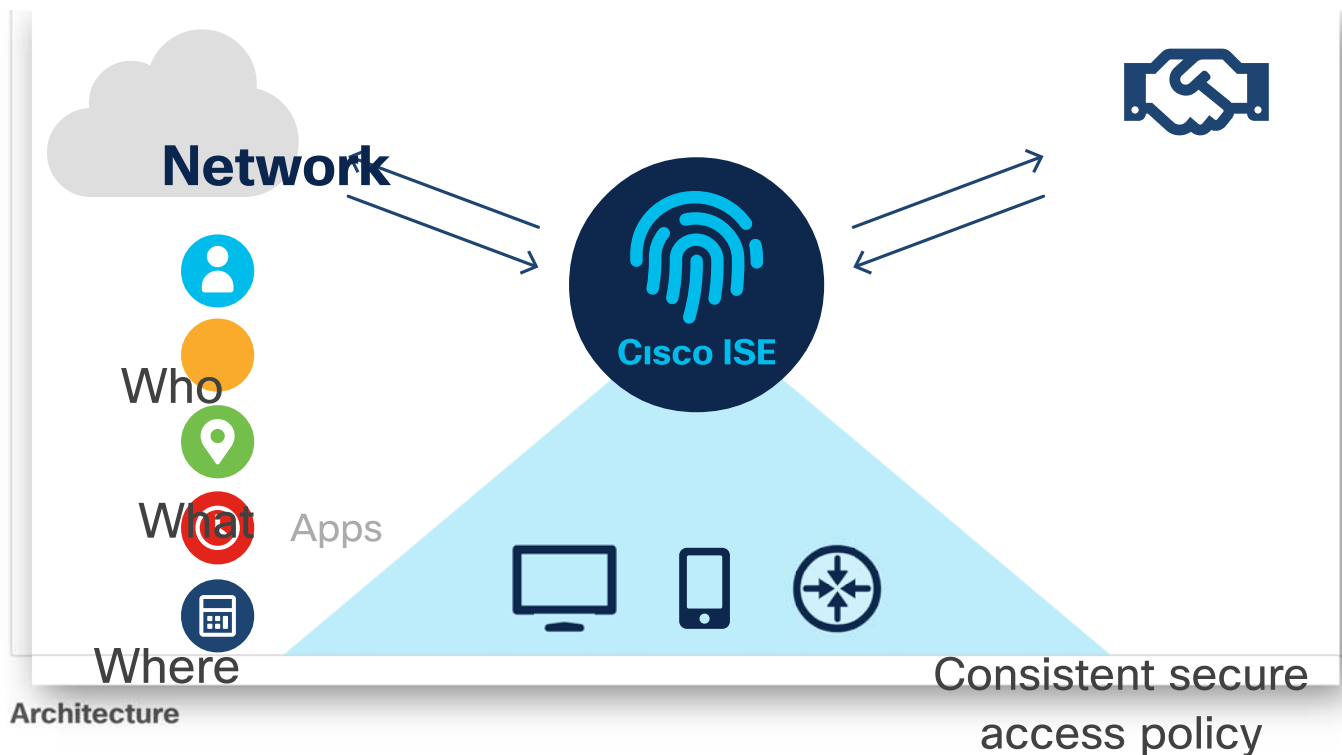 Network
Cisco ISE
Who
What
Apps
Where
Consistent secure
access policy
Architecture